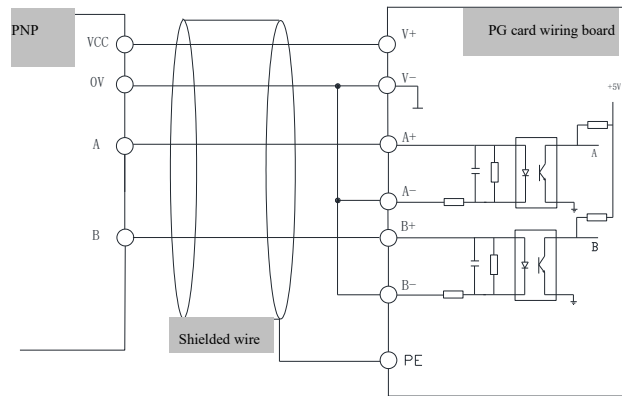 PNP
PG card wiring board
VCC
V+
0V
V-
+5V
A
A+
A
A-
B
B+
B
B-
Shielded wire
PE